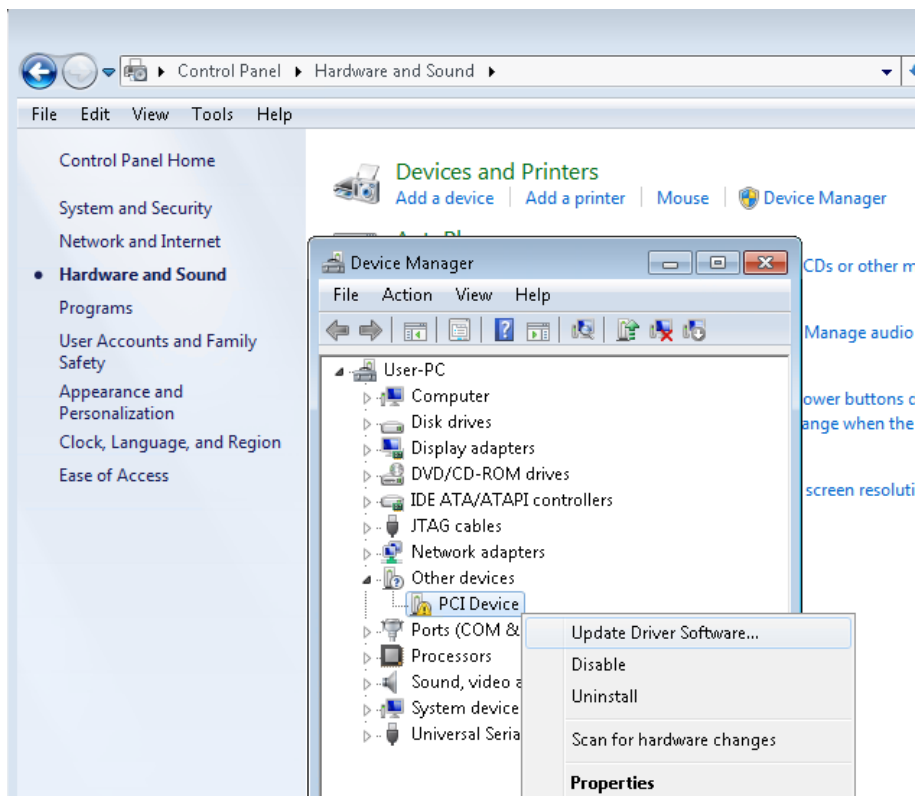 Control Panel Hardware and Sound
File Edit View Tools Help
Control Panel Home
System and Security
Network and Internet
Hardware and Sound
Programs
User Accounts and Family
Safety
Appearance and
Personalization
Clock, Language, and Region
Ease of Access
Devices and Printers
Add a device Add a printer Mouse Device Manager
CDs or other m
Manage audio
ower buttons
ange when the
screen resoluti
Device Manager
File Action View Help
User-PC
Computer
Disk drives
Display adapters
DVD/CD-ROM drives
IDE ATA/ATAPI controllers
JTAG cables
Network adapters
Other devices
PCI Device
Ports (COM &
Processors
Sound, video a
System device
Universal Seria
Update Driver Software...
Disable
Uninstall
Scan for hardware changes
Properties